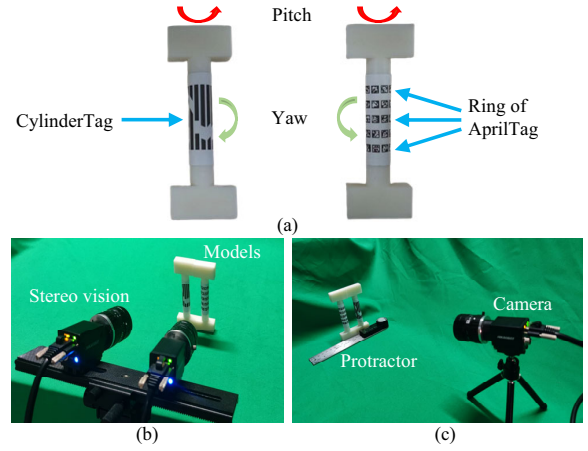 Pitch
CylinderTag
Yaw
Ring of
AprilTag
(a)
Models
Stereo vision
Camera
Protractor
(b)
(c)